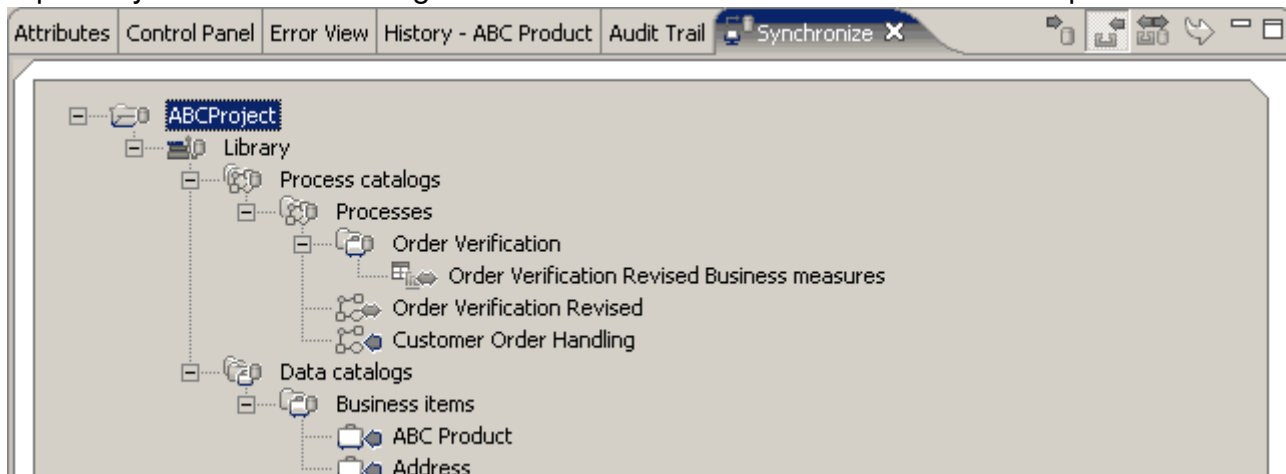 Attributes Control Panel Error View History - ABC Product Audit Trail Synchronize
ABCProject
Library
Process catalogs
Processes
Order Verification
Order Verification Revised Business measures
Order Verification Revised
Customer Order Handling
Data catalogs
Business items
ABC Product
Address